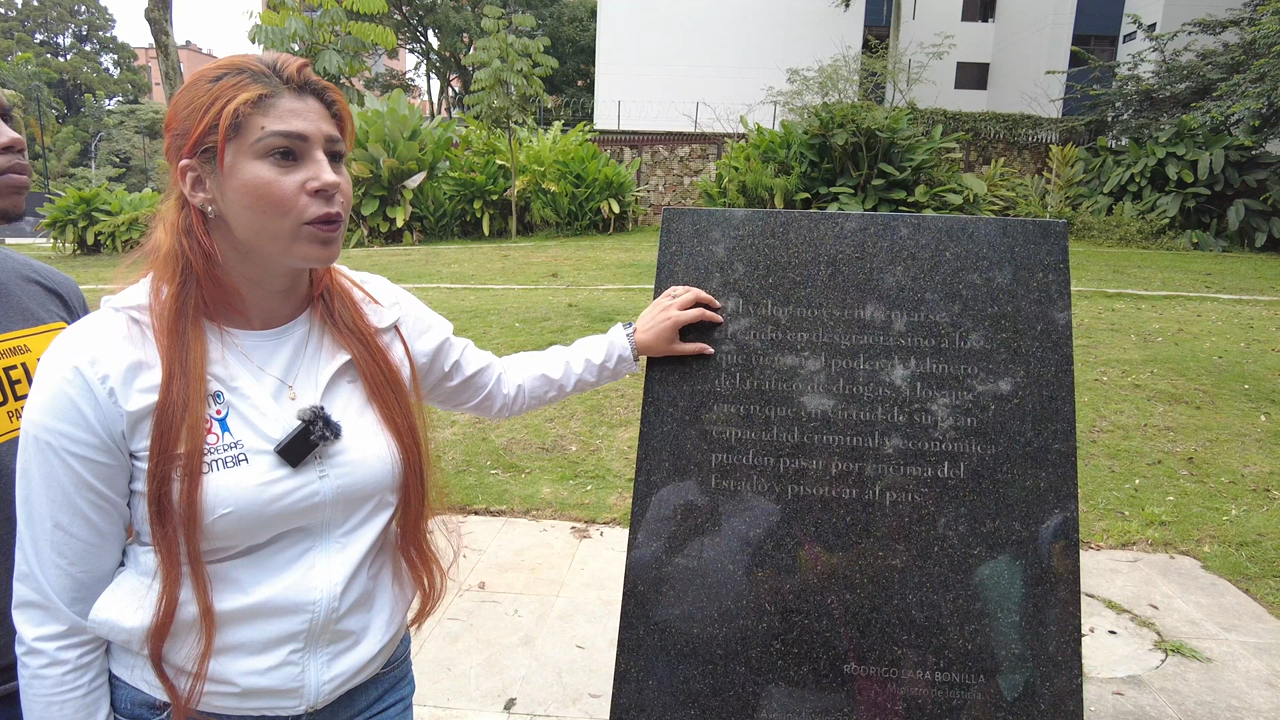 valor no es enfrentarse
en desgracia, sino a los
que tienen el poder y el dinero
del tráfico de drogas, a los que
creen que en virtud de su gran
capacidad criminal y económica
pueden pasar por encima del
Estado y pisotear al país
RODRIGO LARA BONILLA
Ministro de Justicia
COLOMBIA